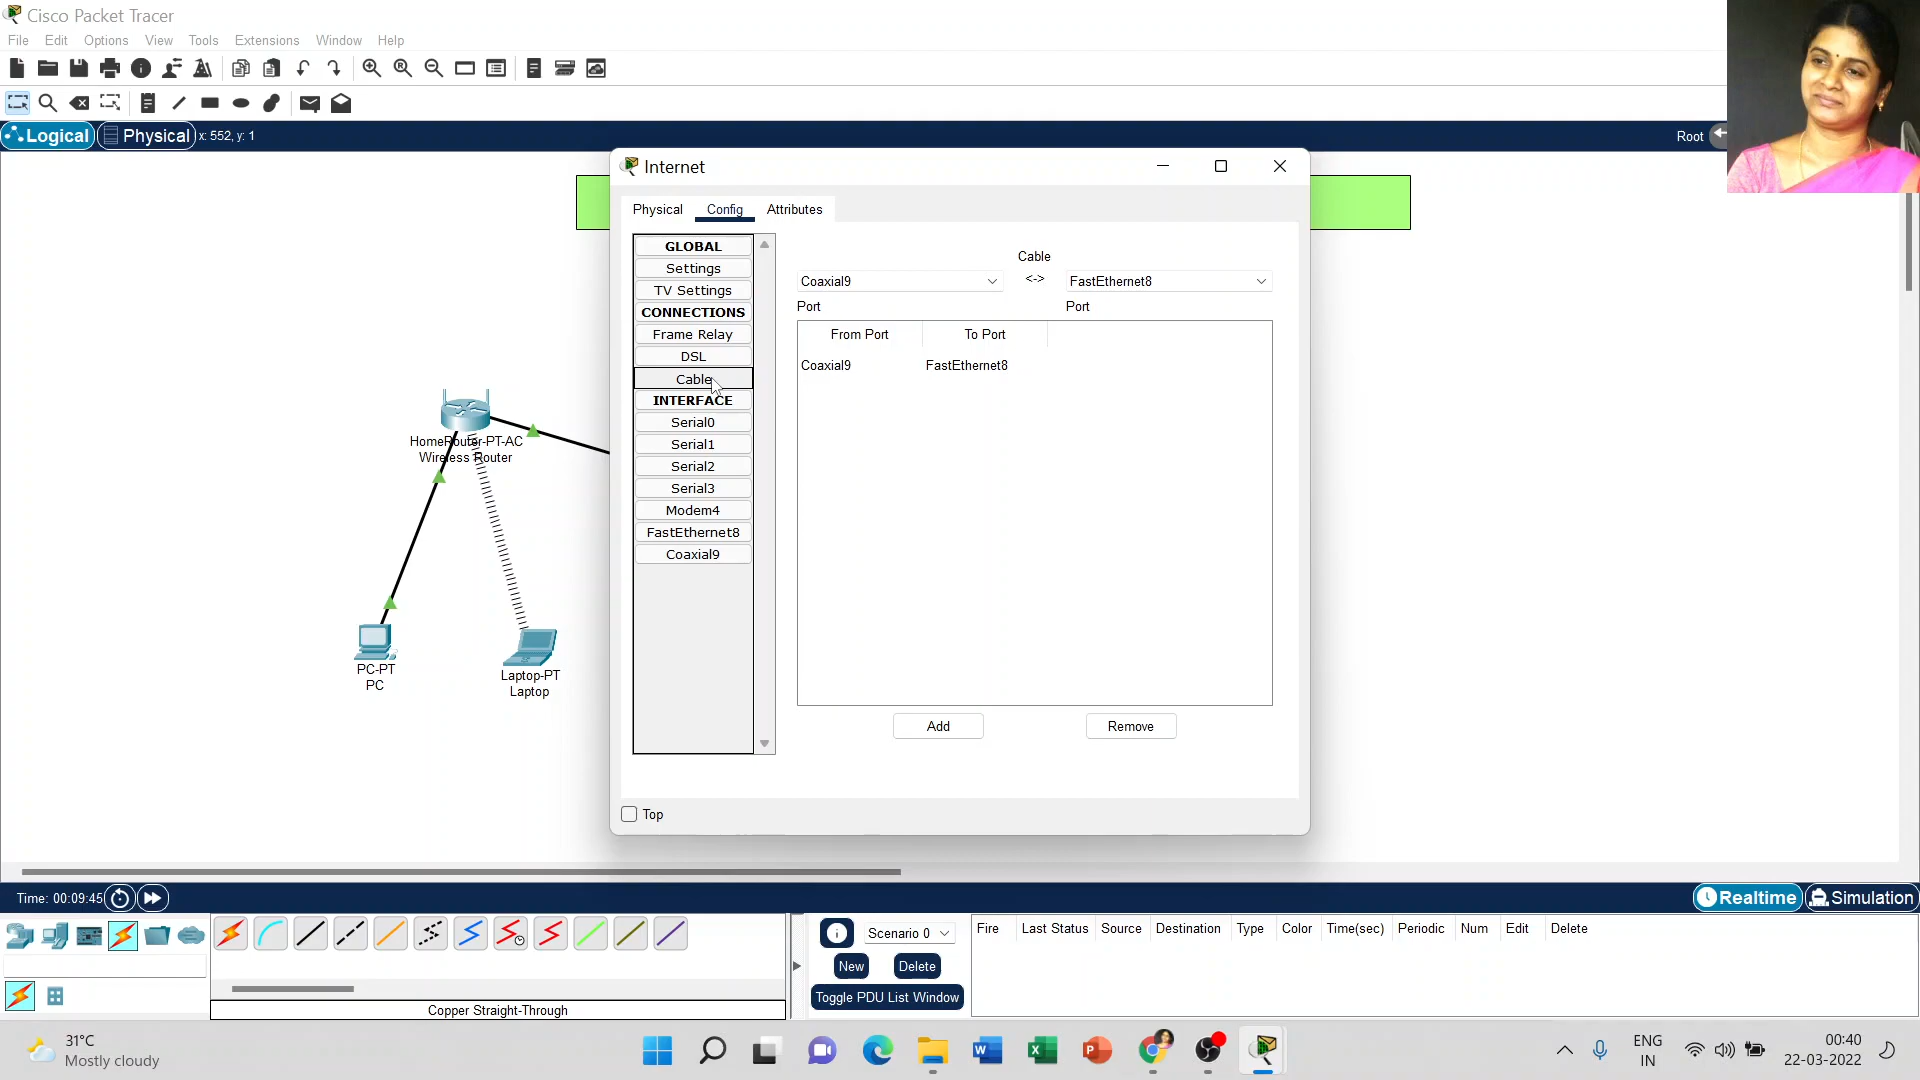 Cisco Packet Tracer
File Edit Options View Tools Extensions Window Help
Logical Physical x: 552, y: 1 Root
Internet
Physical Config Attributes
GLOBAL
Settings
TV Settings
CONNECTIONS
Frame Relay
DSL
Cable
INTERFACE
Serial0
Serial1
Serial2
Serial3
Modem4
FastEthernet8
Coaxial9
Cable
Coaxial9 <-> FastEthernet8
Port Port
From Port To Port
Coaxial9 FastEthernet8
Add Remove
Top
HomeRouter-PT-AC
Wireless Router
PC-PT
PC
Laptop-PT
Laptop
Time: 00:09:45 Realtime Simulation
Scenario 0
New Delete
Toggle PDU List Window
Fire Last Status Source Destination Type Color Time(sec) Periodic Num Edit Delete
Copper Straight-Through
31°C
Mostly cloudy
ENG
IN
00:40
22-03-2022